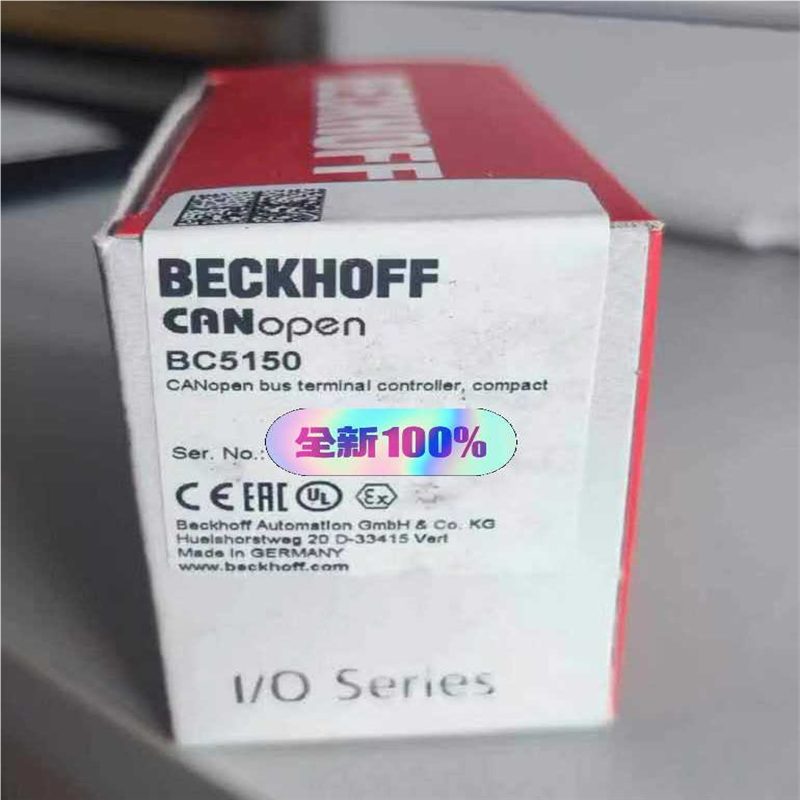 BECKHOFF
BECKHOFF
CANopen
BC5150
CANopen bus terminal controller, compact
全新100%
Ser. No.:
CE EAC UL Ex
Beckhoff Automation GmbH & Co. KG
Huelshorstweg 20 D-33415 Verl
Made in GERMANY
www.beckhoff.com
I/O Series